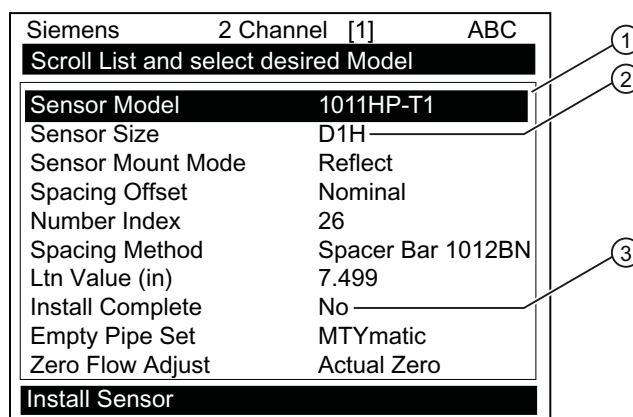 Siemens 2 Channel [1] ABC
Scroll List and select desired Model
Sensor Model 1011HP-T1
Sensor Size D1H
Sensor Mount Mode Reflect
Spacing Offset Nominal
Number Index 26
Spacing Method Spacer Bar 1012BN
Ltn Value (in) 7.499
Install Complete No
Empty Pipe Set MTYmatic
Zero Flow Adjust Actual Zero
Install Sensor
1
2
3